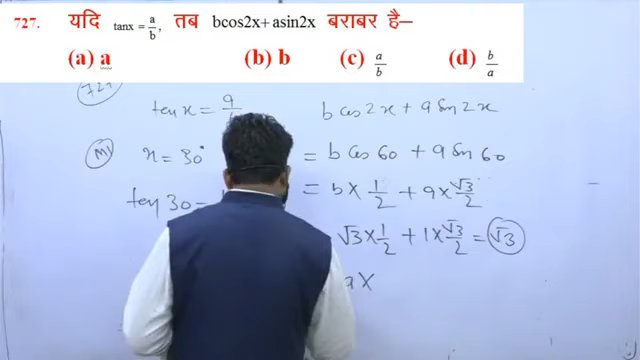 727. यदि tanx = a/b, तब bcos2x+ asin2x बराबर है–
(a) a (b) b (c) a/b (d) b/a
727
tan x = a/ b cos 2x + a sin 2x
M1 x = 30° = b cos 60 + a sin 60
tan 30 = = b × 1/2 + a × √3/2
√3 × 1/2 + 1 × √3/2 = √3
a ×